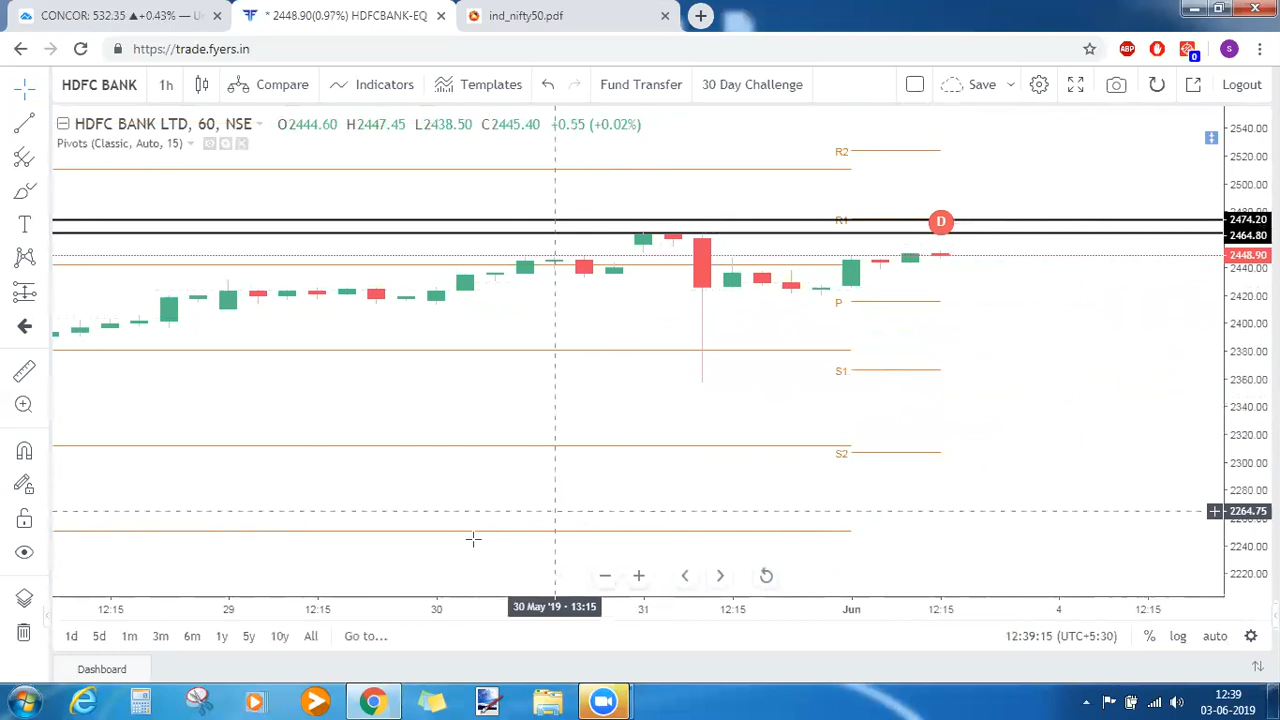 CONCOR: 532.35 ▲+0.43% — Un
* 2448.90(0.97%) HDFCBANK-EQ
ind_nifty50.pdf
https://trade.fyers.in
ABP
0
S
HDFC BANK
1h
Compare
Indicators
Templates
Fund Transfer
30 Day Challenge
Save
Logout
HDFC BANK LTD, 60, NSE
O2444.60 H2447.45 L2438.50 C2445.40 +0.55 (+0.02%)
Pivots (Classic, Auto, 15)
R2
R1
D
P
S1
S2
2540.00
2520.00
2500.00
2474.20
2464.80
2448.90
2440.00
2420.00
2400.00
2380.00
2360.00
2340.00
2320.00
2300.00
2280.00
2264.75
2240.00
2220.00
12:15 29 12:15 30 30 May '19 - 13:15 31 12:15 Jun 12:15 4 12:15
1d 5d 1m 3m 6m 1y 5y 10y All Go to... 12:39:15 (UTC+5:30) % log auto
Dashboard
12:39
03-06-2019